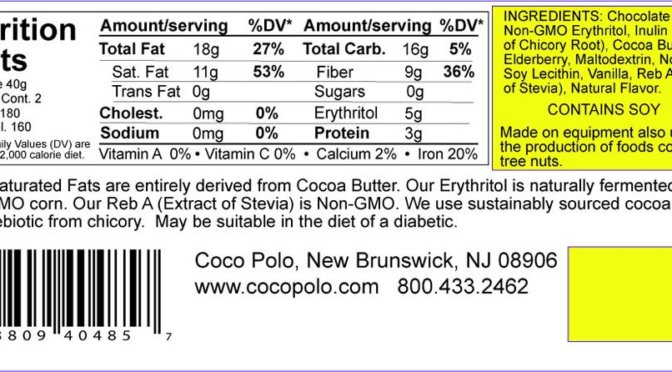 rition
cts
e 40g
Cont. 2
180
l. 160
ily Values (DV) are
2,000 calorie diet.
Amount/serving %DV* Amount/serving %DV*
Total Fat 18g 27% Total Carb. 16g 5%
Sat. Fat 11g 53% Fiber 9g 36%
Trans Fat 0g Sugars 0g
Cholest. 0mg 0% Erythritol 5g
Sodium 0mg 0% Protein 3g
Vitamin A 0% • Vitamin C 0% • Calcium 2% • Iron 20%
INGREDIENTS: Chocolate
Non-GMO Erythritol, Inulin
of Chicory Root), Cocoa Bu
Elderberry, Maltodextrin, No
Soy Lecithin, Vanilla, Reb A
of Stevia), Natural Flavor.
CONTAINS SOY
Made on equipment also u
the production of foods co
tree nuts.
aturated Fats are entirely derived from Cocoa Butter. Our Erythritol is naturally fermented
MO corn. Our Reb A (Extract of Stevia) is Non-GMO. We use sustainably sourced cocoa
ebiotic from chicory. May be suitable in the diet of a diabetic.
Coco Polo, New Brunswick, NJ 08906
www.cocopolo.com 800.433.2462
809 40485 7